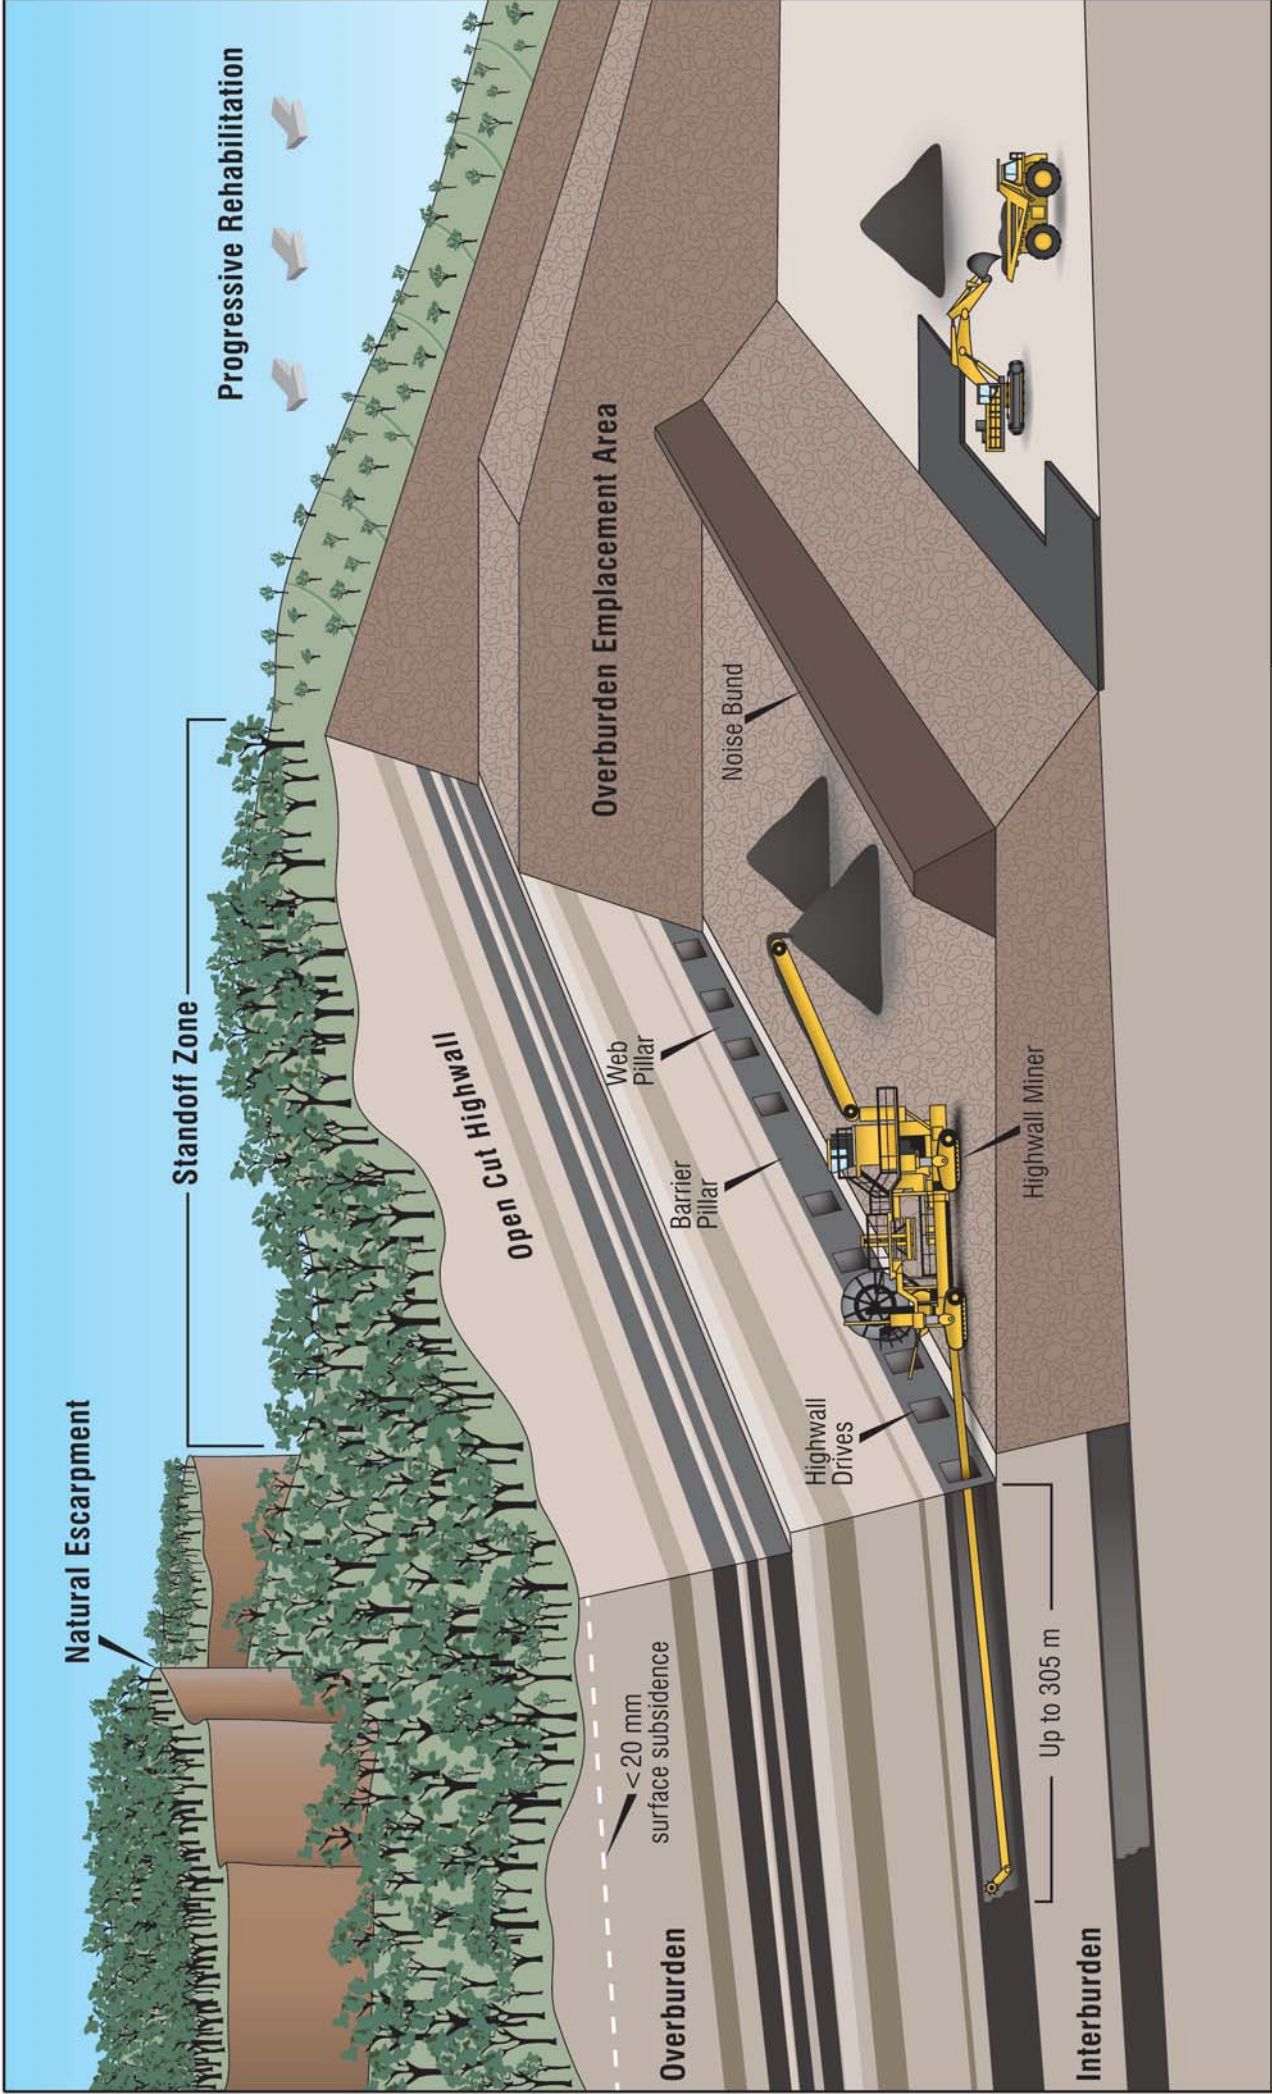 Natural Escarpment
Standoff Zone
Progressive Rehabilitation
Open Cut Highwall
Overburden Emplacement Area
<20 mm
surface subsidence
Overburden
Web
Pillar
Barrier
Pillar
Noise Bund
Highwall
Drives
Highwall Miner
Up to 305 m
Interburden